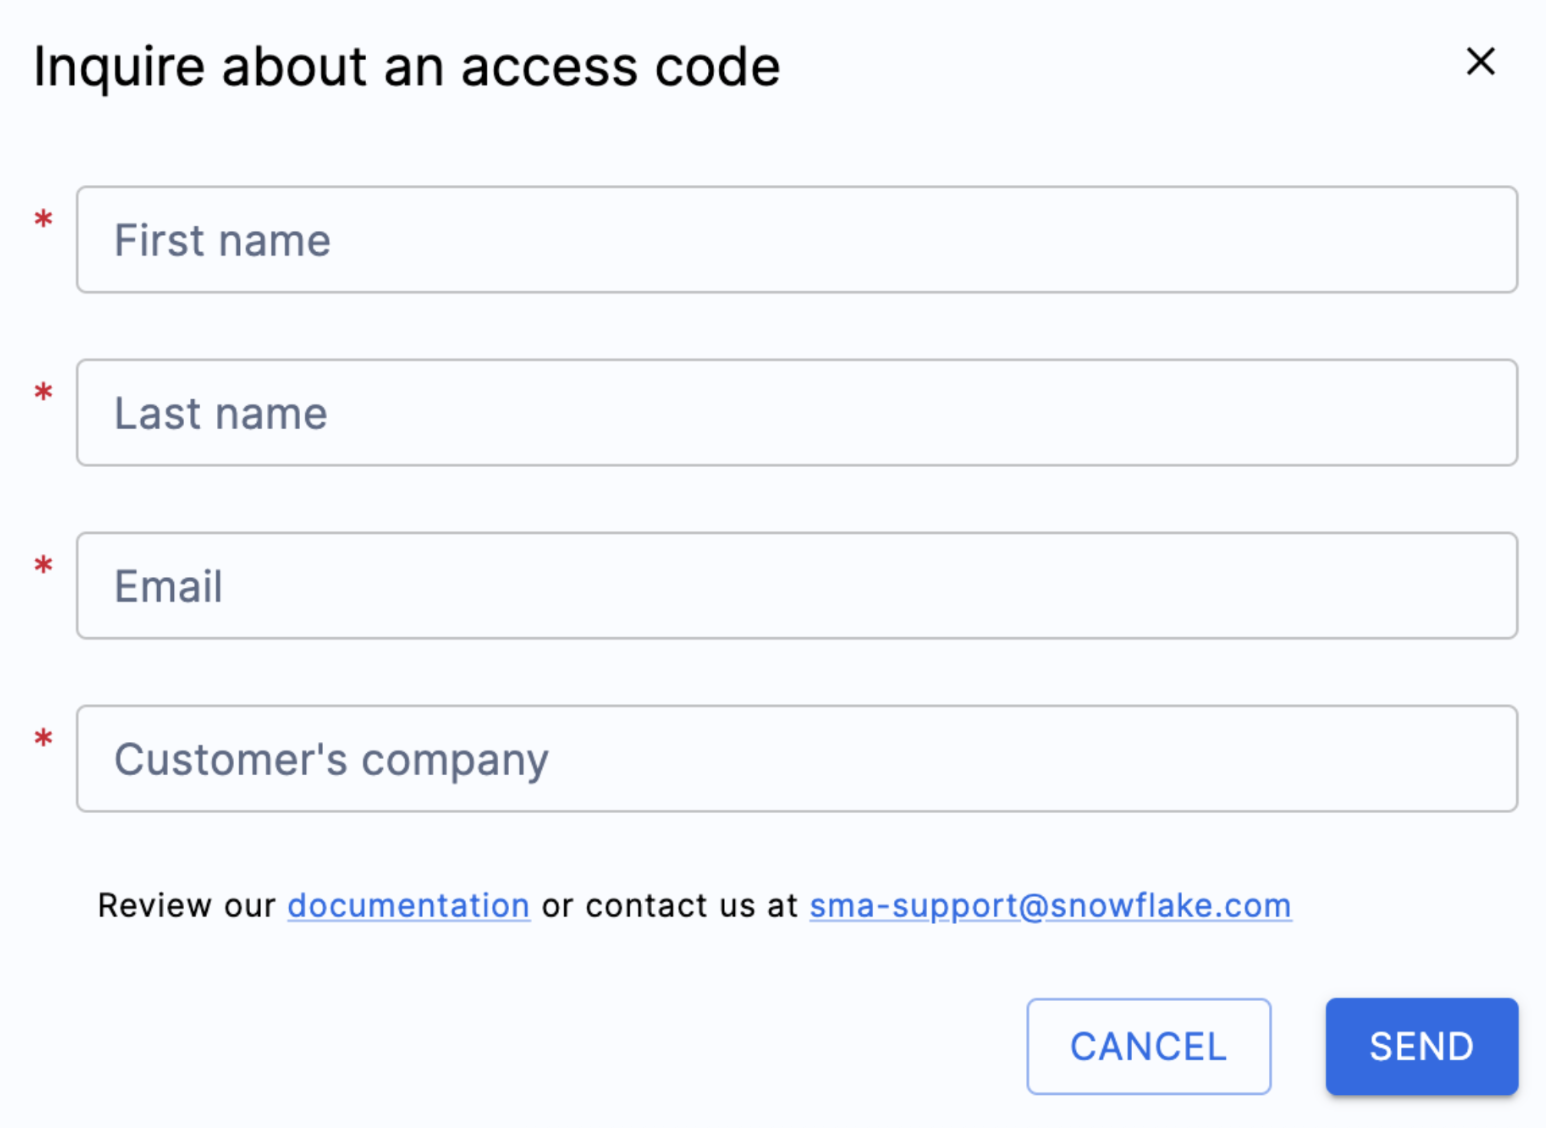 Inquire about an access code
* First name
* Last name
* Email
* Customer's company
Review our documentation or contact us at sma-support@snowflake.com
CANCEL SEND